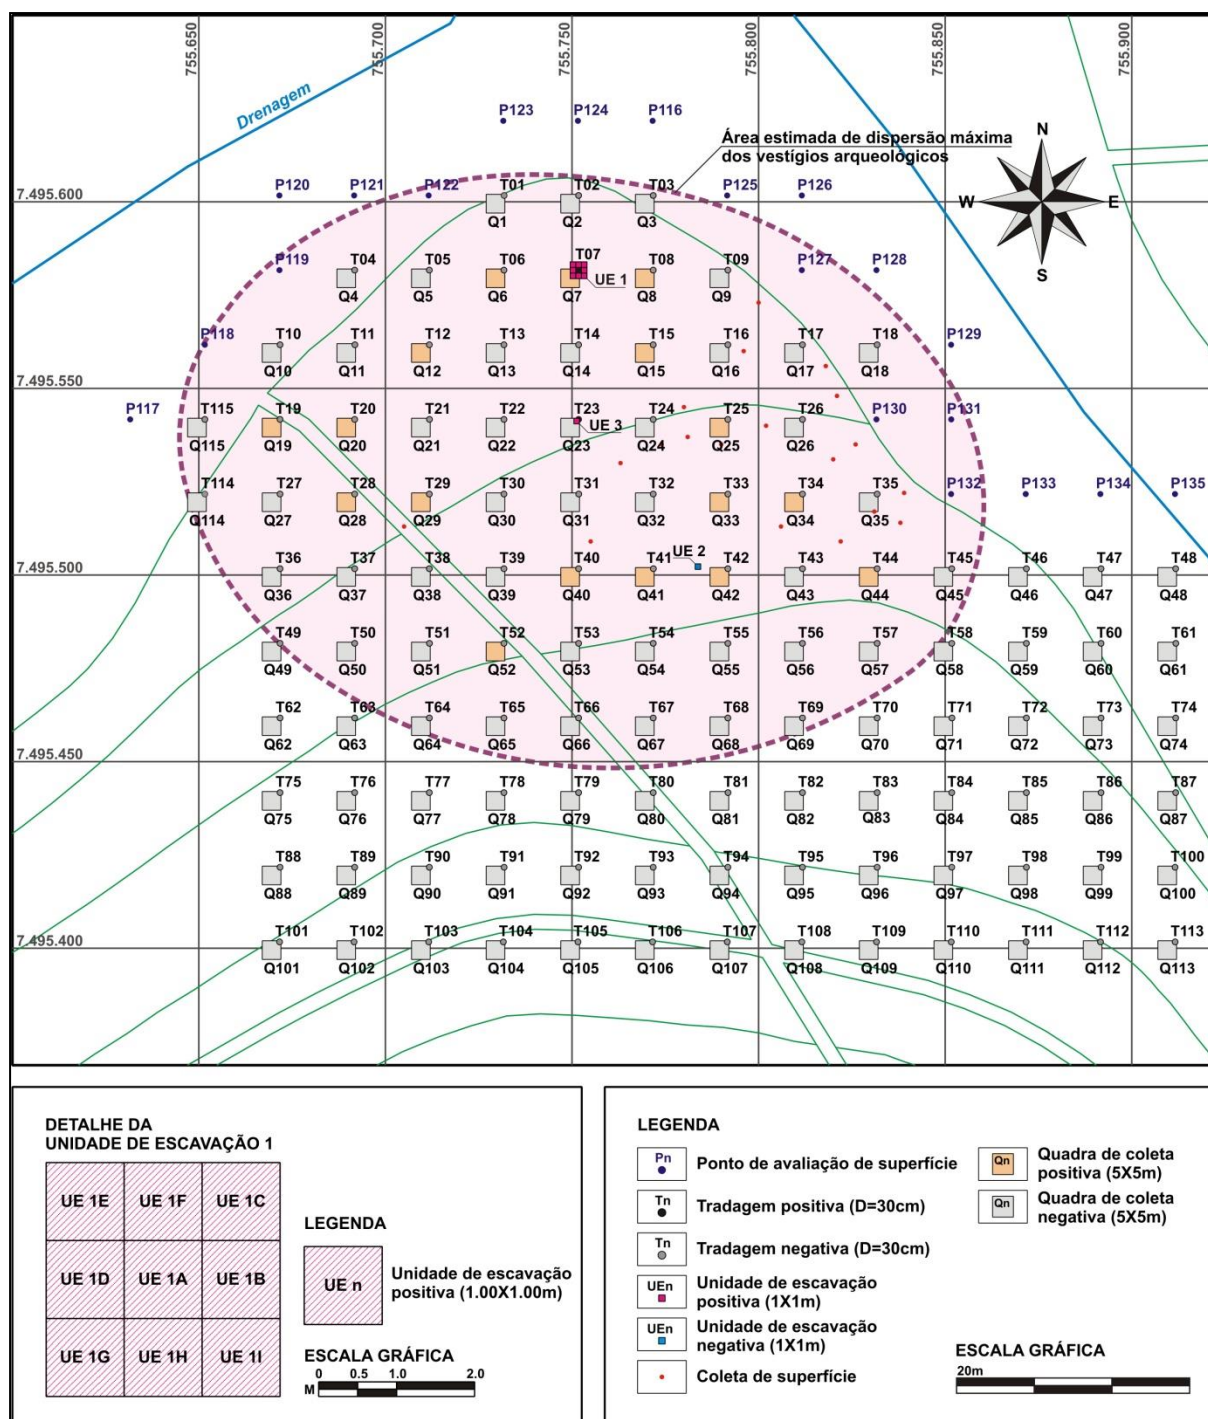 755.650 755.700 755.750 755.800 755.850 755.900
Drenagem
P123 P124 P116
Área estimada de dispersão máxima
dos vestígios arqueológicos
N
W E
S
7.495.600
P120 P121 P122 T01 T02 T03 P125 P126
Q1 Q2 Q3
P119 T04 T05 T06 T07 T08 T09 P127 P128
UE 1
Q4 Q5 Q6 Q7 Q8 Q9
P118 T10 T11 T12 T13 T14 T15 T16 T17 T18 P129
Q10 Q11 Q12 Q13 Q14 Q15 Q16 Q17 Q18
7.495.550
P117 T115 T19 T20 T21 T22 T23 T24 T25 T26 P130 P131
UE 3
Q115 Q19 Q20 Q21 Q22 Q23 Q24 Q25 Q26
T114 T27 T28 T29 T30 T31 T32 T33 T34 T35 P132 P133 P134 P135
Q114 Q27 Q28 Q29 Q30 Q31 Q32 Q33 Q34 Q35
UE 2
7.495.500
T36 T37 T38 T39 T40 T41 T42 T43 T44 T45 T46 T47 T48
Q36 Q37 Q38 Q39 Q40 Q41 Q42 Q43 Q44 Q45 Q46 Q47 Q48
T49 T50 T51 T52 T53 T54 T55 T56 T57 T58 T59 T60 T61
Q49 Q50 Q51 Q52 Q53 Q54 Q55 Q56 Q57 Q58 Q59 Q60 Q61
T62 T63 T64 T65 T66 T67 T68 T69 T70 T71 T72 T73 T74
Q62 Q63 Q64 Q65 Q66 Q67 Q68 Q69 Q70 Q71 Q72 Q73 Q74
7.495.450
T75 T76 T77 T78 T79 T80 T81 T82 T83 T84 T85 T86 T87
Q75 Q76 Q77 Q78 Q79 Q80 Q81 Q82 Q83 Q84 Q85 Q86 Q87
T88 T89 T90 T91 T92 T93 T94 T95 T96 T97 T98 T99 T100
Q88 Q89 Q90 Q91 Q92 Q93 Q94 Q95 Q96 Q97 Q98 Q99 Q100
7.495.400
T101 T102 T103 T104 T105 T106 T107 T108 T109 T110 T111 T112 T113
Q101 Q102 Q103 Q104 Q105 Q106 Q107 Q108 Q109 Q110 Q111 Q112 Q113
DETALHE DA
UNIDADE DE ESCAVAÇÃO 1
UE 1E UE 1F UE 1C
UE 1D UE 1A UE 1B
UE 1G UE 1H UE 1I
LEGENDA
UE n
Unidade de escavação
positiva (1.00X1.00m)
ESCALA GRÁFICA
0 0.5 1.0 2.0
M
LEGENDA
Pn Ponto de avaliação de superfície
Tn Tradagem positiva (D=30cm)
Tn Tradagem negativa (D=30cm)
UEn Unidade de escavação
positiva (1X1m)
UEn Unidade de escavação
negativa (1X1m)
Coleta de superfície
Qn Quadra de coleta
positiva (5X5m)
Qn Quadra de coleta
negativa (5X5m)
ESCALA GRÁFICA
20m